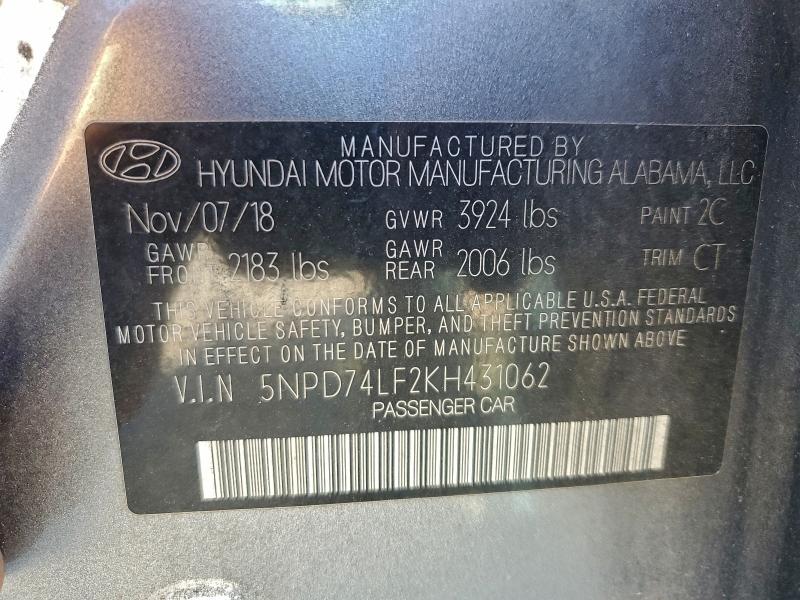 MANUFACTURED BY
HYUNDAI MOTOR MANUFACTURING ALABAMA, LLC
Nov/07/18 GVWR 3924 lbs PAINT 2C
GAWR FRONT 2183 lbs GAWR REAR 2006 lbs TRIM CT
THIS VEHICLE CONFORMS TO ALL APPLICABLE U.S.A. FEDERAL
MOTOR VEHICLE SAFETY, BUMPER, AND THEFT PREVENTION STANDARDS
IN EFFECT ON THE DATE OF MANUFACTURE SHOWN ABOVE
V.I.N 5NPD74LF2KH431062
PASSENGER CAR